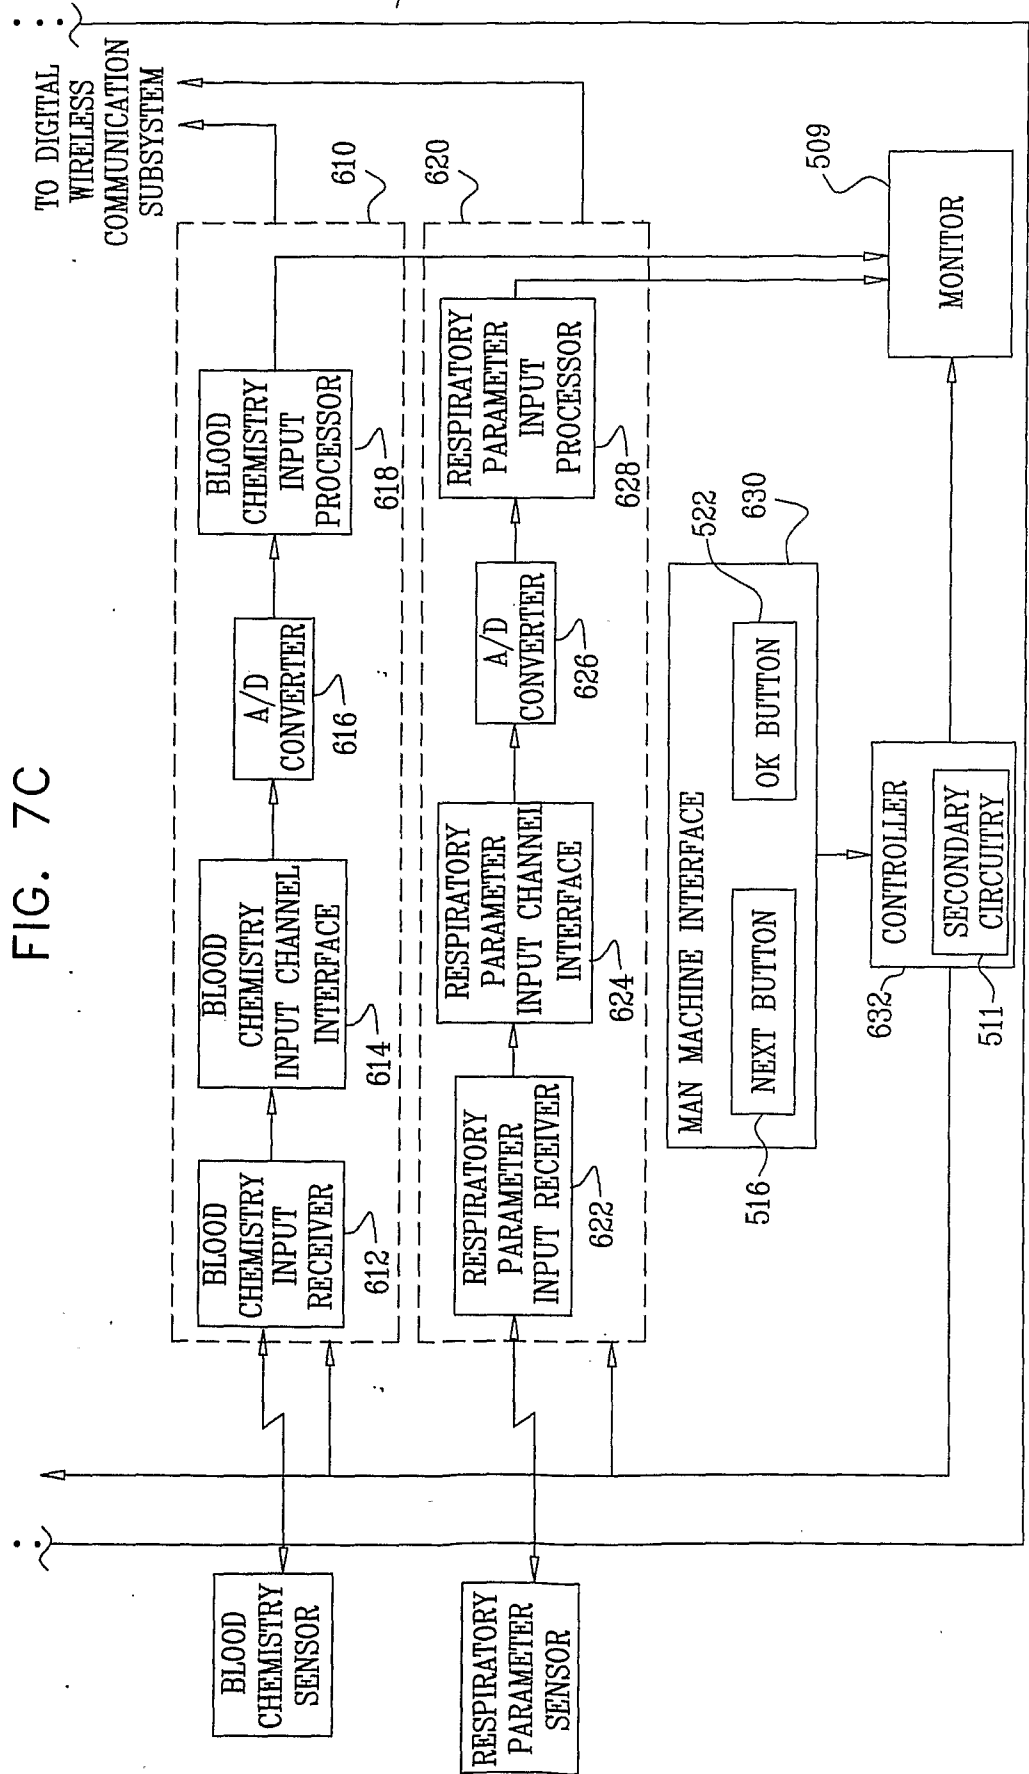 FIG. 7C
TO DIGITAL
WIRELESS
COMMUNICATION
SUBSYSTEM
BLOOD
CHEMISTRY
SENSOR
BLOOD
CHEMISTRY
INPUT
RECEIVER
612
BLOOD
CHEMISTRY
INPUT CHANNEL
INTERFACE
614
A/D
CONVERTER
616
BLOOD
CHEMISTRY
INPUT
PROCESSOR
618
610
RESPIRATORY
PARAMETER
SENSOR
RESPIRATORY
PARAMETER
INPUT RECEIVER
622
RESPIRATORY
PARAMETER
INPUT CHANNEL
INTERFACE
624
A/D
CONVERTER
626
RESPIRATORY
PARAMETER
INPUT
PROCESSOR
628
620
MAN MACHINE INTERFACE
NEXT BUTTON
516
OK BUTTON
522
630
CONTROLLER
SECONDARY
CIRCUITRY
632
511
MONITOR
509